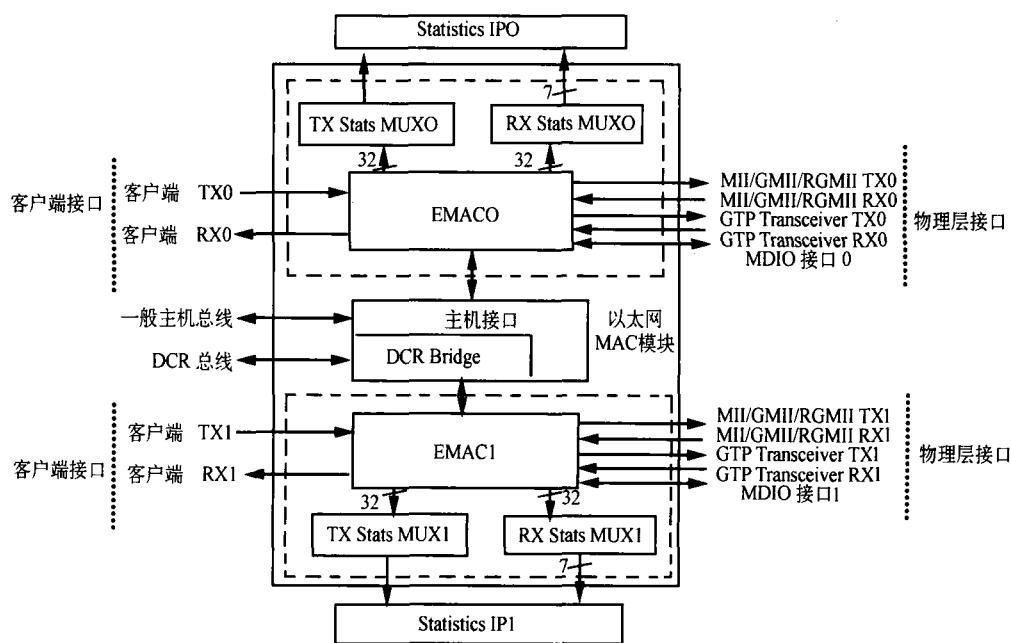 Statistics IPO
7
TX Stats MUXO
RX Stats MUXO
32
32
客户端接口
客户端 TX0
客户端 RX0
EMACO
MII/GMII/RGMII TX0
MII/GMII/RGMII RX0
GTP Transceiver TX0
GTP Transceiver RX0
MDIO 接口 0
物理层接口
一般主机总线
主机接口
以太网
MAC模块
DCR 总线
DCR Bridge
客户端接口
客户端 TX1
客户端 RX1
EMAC1
MII/GMII/RGMII TX1
MII/GMII/RGMII RX1
GTP Transceiver TX1
GTP Transceiver RX1
MDIO 接口1
物理层接口
32
32
TX Stats MUX1
RX Stats MUX1
7
Statistics IP1